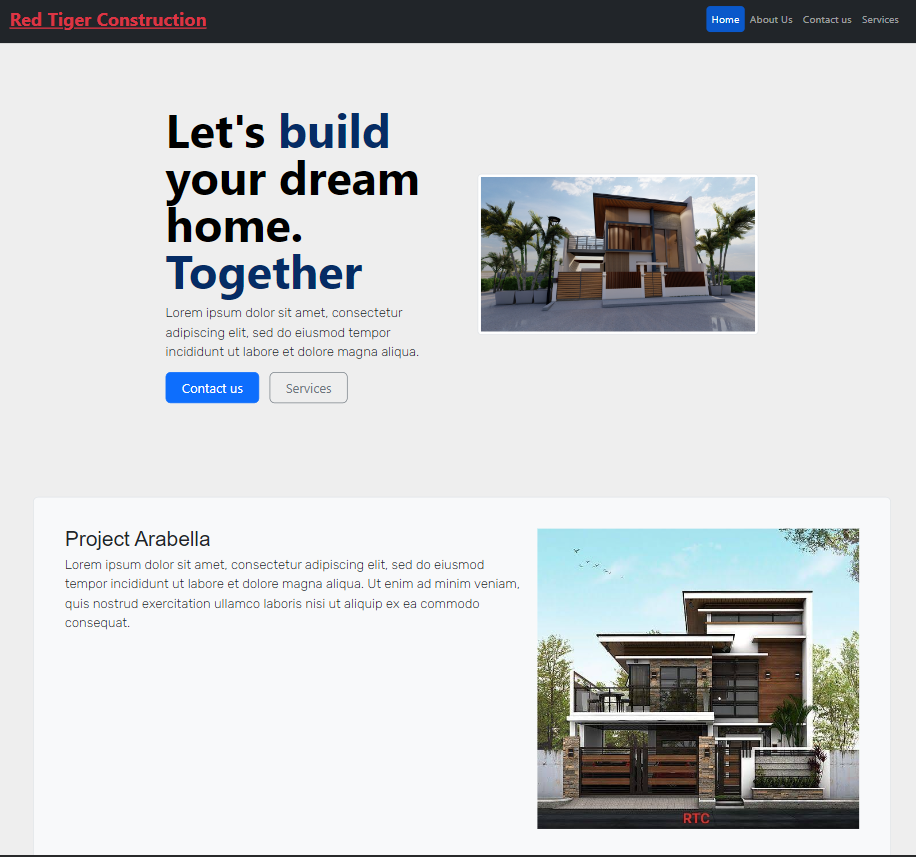 Red Tiger Construction
Home About Us Contact us Services
Let's build
your dream
home.
Together
Lorem ipsum dolor sit amet, consectetur
adipiscing elit, sed do eiusmod tempor
incididunt ut labore et dolore magna aliqua.
Contact us Services
Project Arabella
Lorem ipsum dolor sit amet, consectetur adipiscing elit, sed do eiusmod
tempor incididunt ut labore et dolore magna aliqua. Ut enim ad minim veniam,
quis nostrud exercitation ullamco laboris nisi ut aliquip ex ea commodo
consequat.
RTC